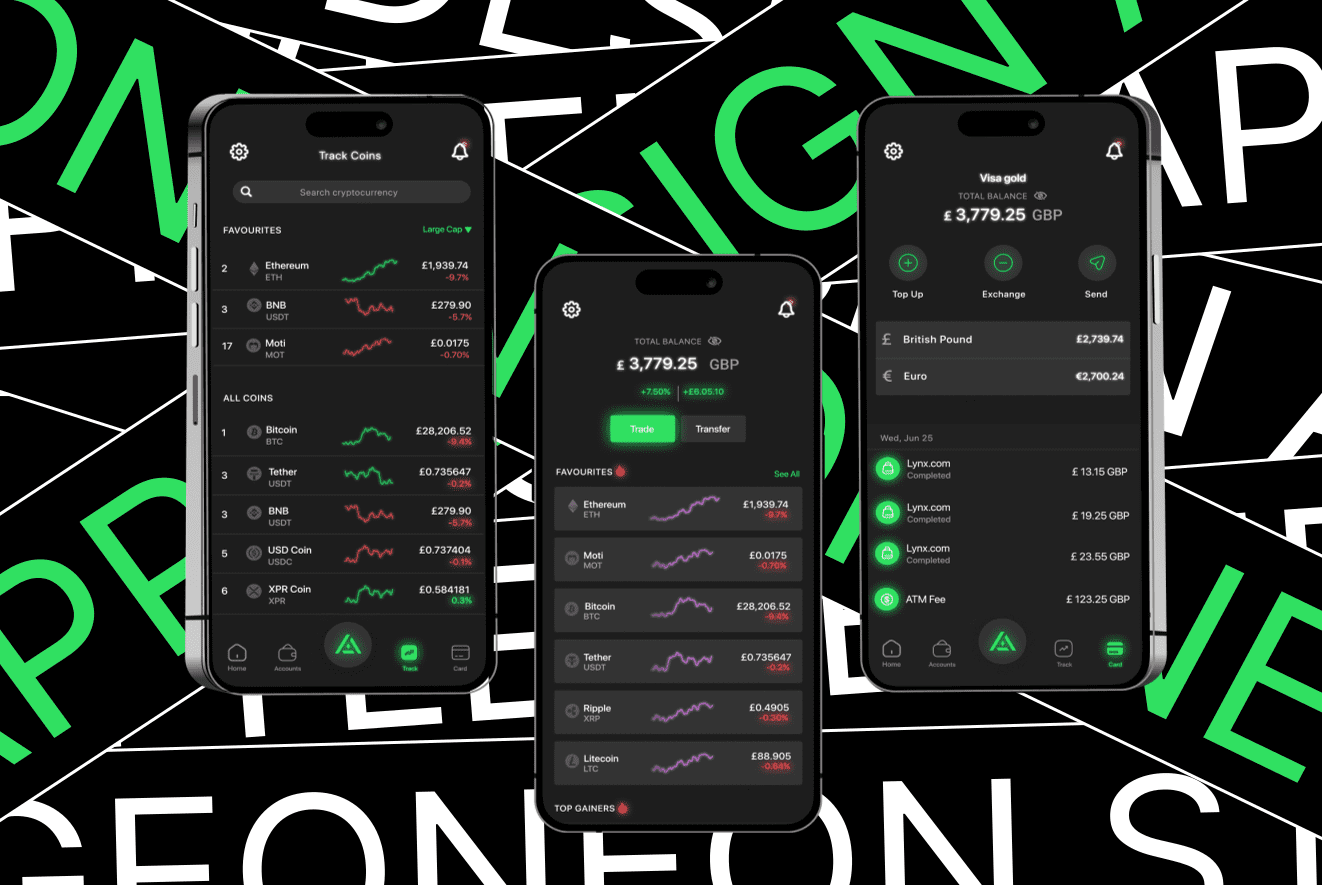 Track Coins
Search cryptocurrency
FAVOURITES
Large Cap ▼
2
Ethereum
ETH
£1,939.74
-9.7%
3
BNB
USDT
£279.90
-5.7%
17
Moti
MOT
£0.0175
-0.70%
ALL COINS
1
Bitcoin
BTC
£28,206.52
-9.4%
3
Tether
USDT
£0.735647
-0.2%
3
BNB
USDT
£279.90
-5.7%
5
USD Coin
USDC
£0.737404
-0.1%
6
XPR Coin
XPR
£0.584181
0.3%
Home
Accounts
Track
Card
TOTAL BALANCE
£ 3,779.25 GBP
+7.50%
+£6.05.10
Trade
Transfer
FAVOURITES
See All
Ethereum
ETH
£1,939.74
-9.7%
Moti
MOT
£0.0175
-0.70%
Bitcoin
BTC
£28,206.52
-9.4%
Tether
USDT
£0.735647
-0.2%
Ripple
XRP
£0.4905
-0.30%
Litecoin
LTC
£88.905
-0.84%
TOP GAINERS
Visa gold
TOTAL BALANCE
£ 3,779.25 GBP
Top Up
Exchange
Send
£
British Pound
£2,739.74
€
Euro
€2,700.24
Wed, Jun 25
Lynx.com
Completed
£ 13.15 GBP
Lynx.com
Completed
£ 19.25 GBP
Lynx.com
Completed
£ 23.55 GBP
ATM Fee
£ 123.25 GBP
Home
Accounts
Track
Card